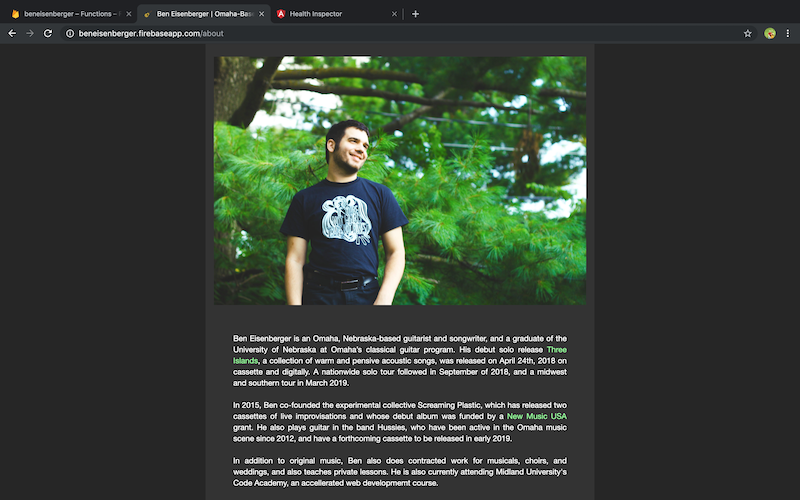 beneisenberger – Functions –
Ben Eisenberger | Omaha-Bas
Health Inspector
beneisenberger.firebaseapp.com/about
Ben Eisenberger is an Omaha, Nebraska-based guitarist and songwriter, and a graduate of the
University of Nebraska at Omaha's classical guitar program. His debut solo release Three
Islands, a collection of warm and pensive acoustic songs, was released on April 24th, 2018 on
cassette and digitally. A nationwide solo tour followed in September of 2018, and a midwest
and southern tour in March 2019.
In 2015, Ben co-founded the experimental collective Screaming Plastic, which has released two
cassettes of live improvisations and whose debut album was funded by a New Music USA
grant. He also plays guitar in the band Hussies, who have been active in the Omaha music
scene since 2012, and have a forthcoming cassette to be released in early 2019.
In addition to original musics, Ben also does contracted work for musicals, choirs, and
weddings, and also teaches private lessons. He is also currently attending Midland University's
Code Academy, an accellerated web development course.